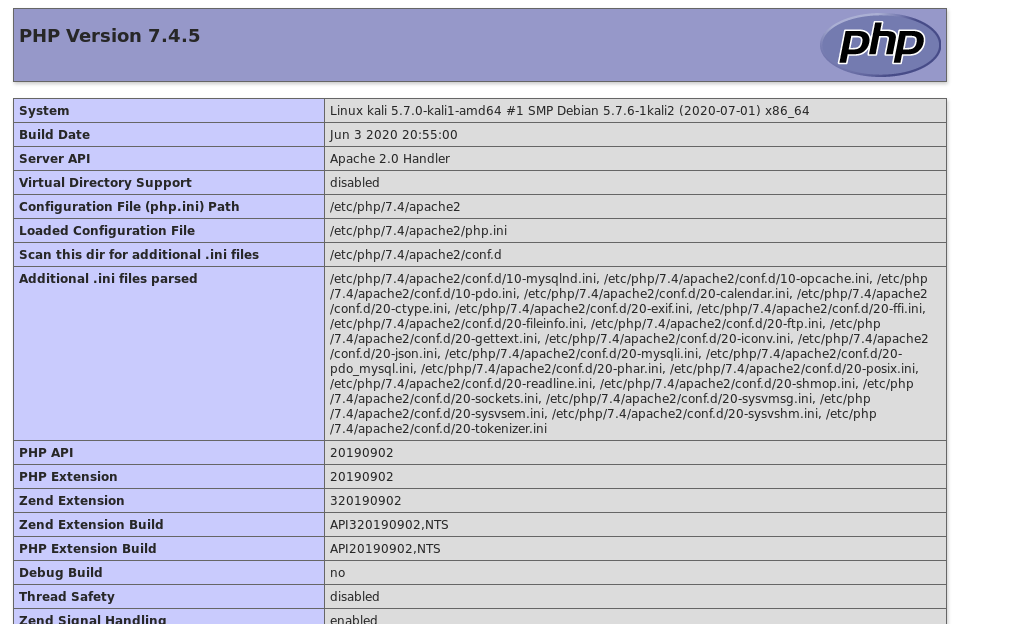 PHP Version 7.4.5
php
System Linux kali 5.7.0-kali1-amd64 #1 SMP Debian 5.7.6-1kali2 (2020-07-01) x86_64
Build Date Jun 3 2020 20:55:00
Server API Apache 2.0 Handler
Virtual Directory Support disabled
Configuration File (php.ini) Path /etc/php/7.4/apache2
Loaded Configuration File /etc/php/7.4/apache2/php.ini
Scan this dir for additional .ini files /etc/php/7.4/apache2/conf.d
Additional .ini files parsed /etc/php/7.4/apache2/conf.d/10-mysqlnd.ini, /etc/php/7.4/apache2/conf.d/10-opcache.ini, /etc/php
/7.4/apache2/conf.d/10-pdo.ini, /etc/php/7.4/apache2/conf.d/20-calendar.ini, /etc/php/7.4/apache2
/conf.d/20-ctype.ini, /etc/php/7.4/apache2/conf.d/20-exif.ini, /etc/php/7.4/apache2/conf.d/20-ffi.ini,
/etc/php/7.4/apache2/conf.d/20-fileinfo.ini, /etc/php/7.4/apache2/conf.d/20-ftp.ini, /etc/php
/7.4/apache2/conf.d/20-gettext.ini, /etc/php/7.4/apache2/conf.d/20-iconv.ini, /etc/php/7.4/apache2
/conf.d/20-json.ini, /etc/php/7.4/apache2/conf.d/20-mysqli.ini, /etc/php/7.4/apache2/conf.d/20-
pdo_mysql.ini, /etc/php/7.4/apache2/conf.d/20-phar.ini, /etc/php/7.4/apache2/conf.d/20-posix.ini,
/etc/php/7.4/apache2/conf.d/20-readline.ini, /etc/php/7.4/apache2/conf.d/20-shmop.ini, /etc/php
/7.4/apache2/conf.d/20-sockets.ini, /etc/php/7.4/apache2/conf.d/20-sysvmsg.ini, /etc/php
/7.4/apache2/conf.d/20-sysvsem.ini, /etc/php/7.4/apache2/conf.d/20-sysvshm.ini, /etc/php
/7.4/apache2/conf.d/20-tokenizer.ini
PHP API 20190902
PHP Extension 20190902
Zend Extension 320190902
Zend Extension Build API320190902,NTS
PHP Extension Build API20190902,NTS
Debug Build no
Thread Safety disabled
Zend Signal Handling enabled